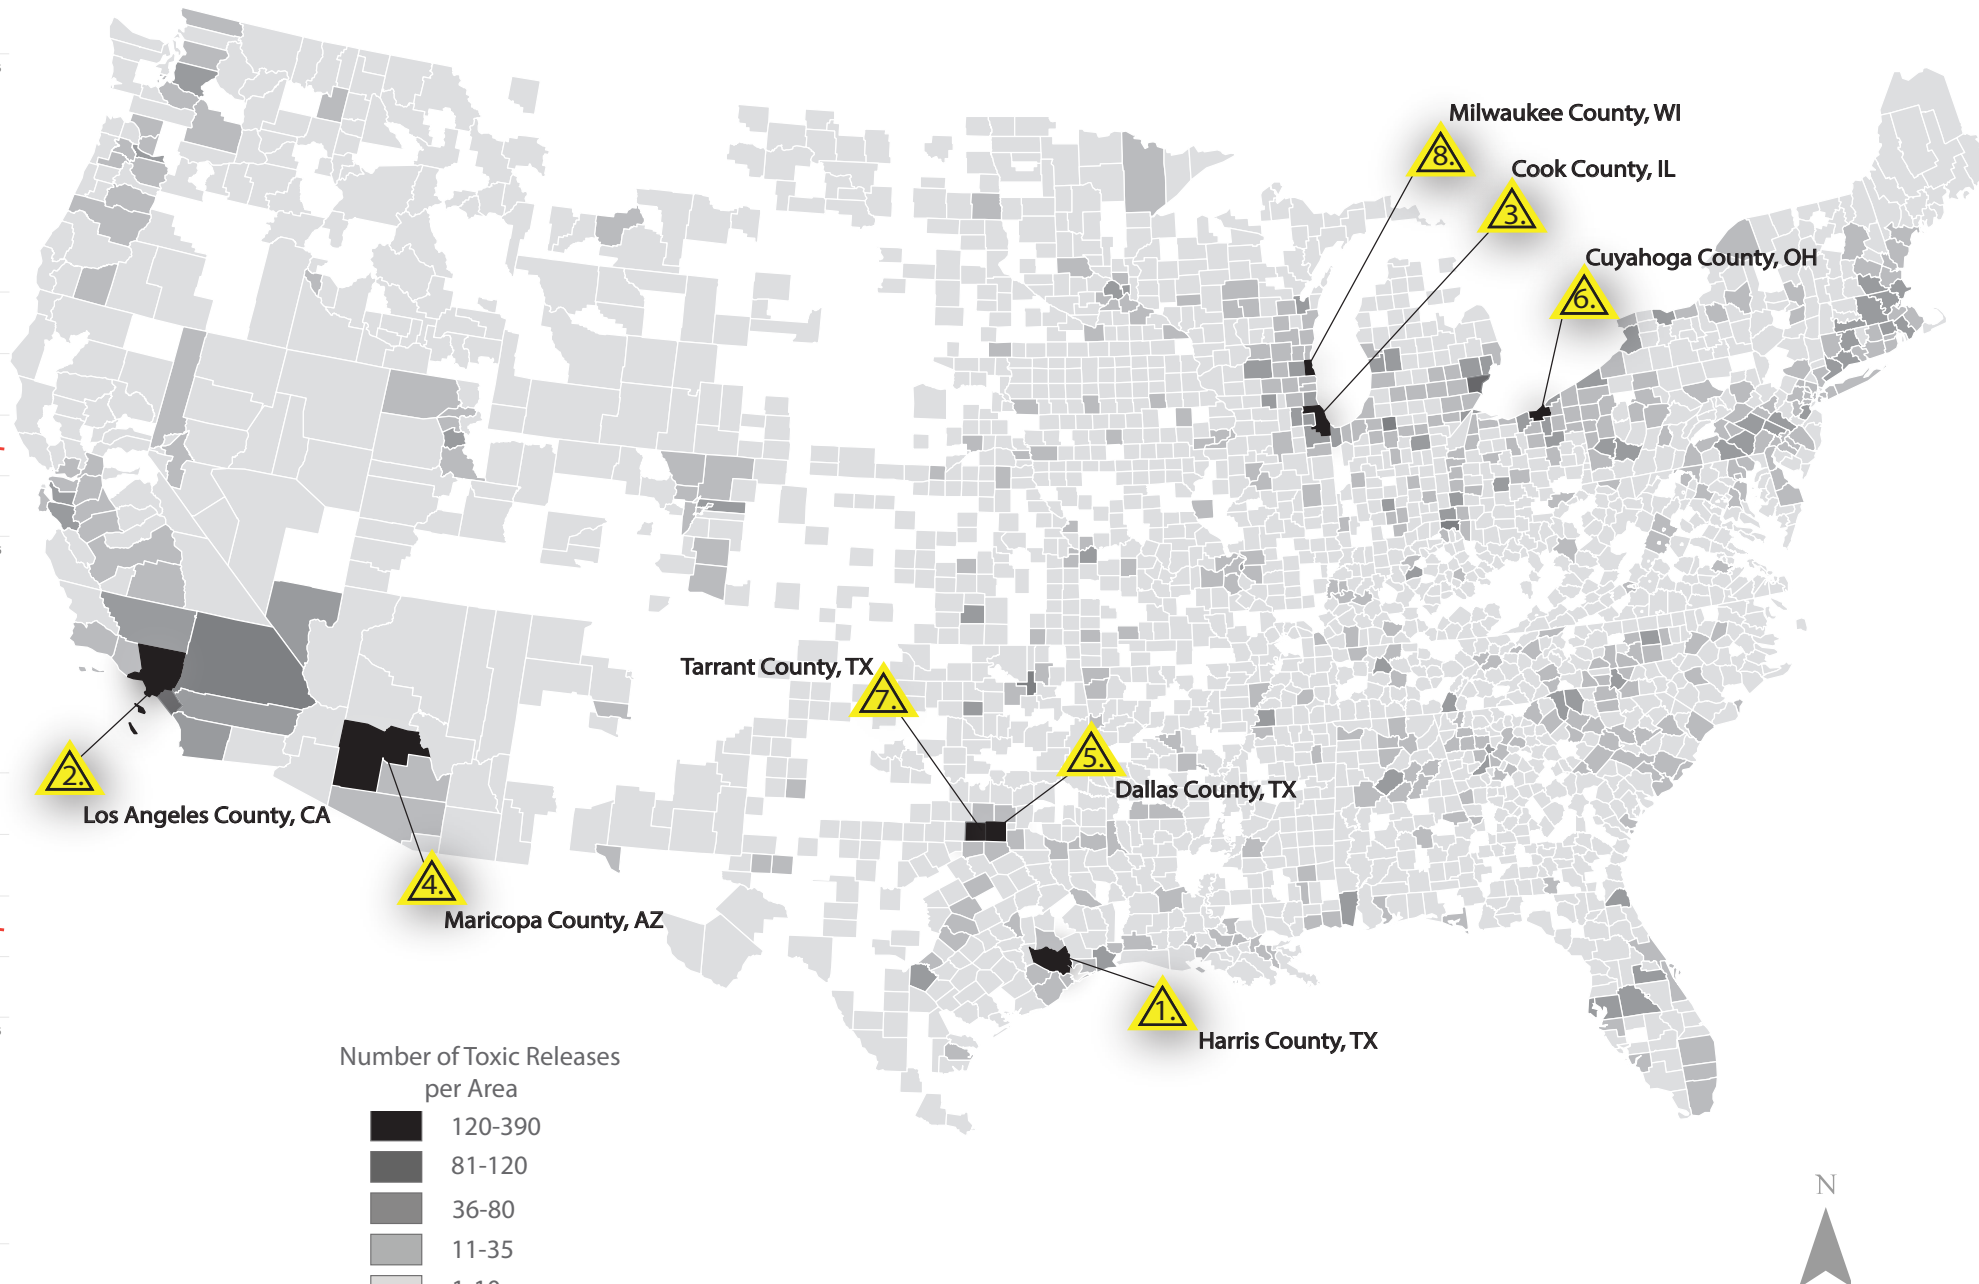 Milwaukee County, WI
8.
Cook County, IL
3.
Cuyahoga County, OH
6.
Tarrant County, TX
7.
5.
Dallas County, TX
2.
Los Angeles County, CA
4.
Maricopa County, AZ
1.
Harris County, TX
Number of Toxic Releases
per Area
120-390
81-120
36-80
11-35
N